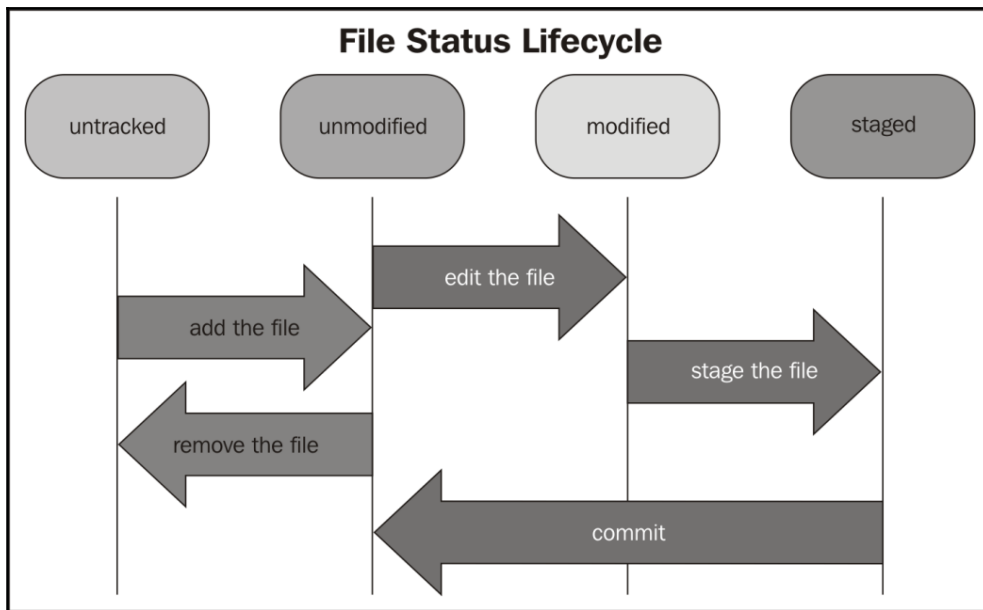 File Status Lifecycle
untracked
unmodified
modified
staged
edit the file
add the file
stage the file
remove the file
commit